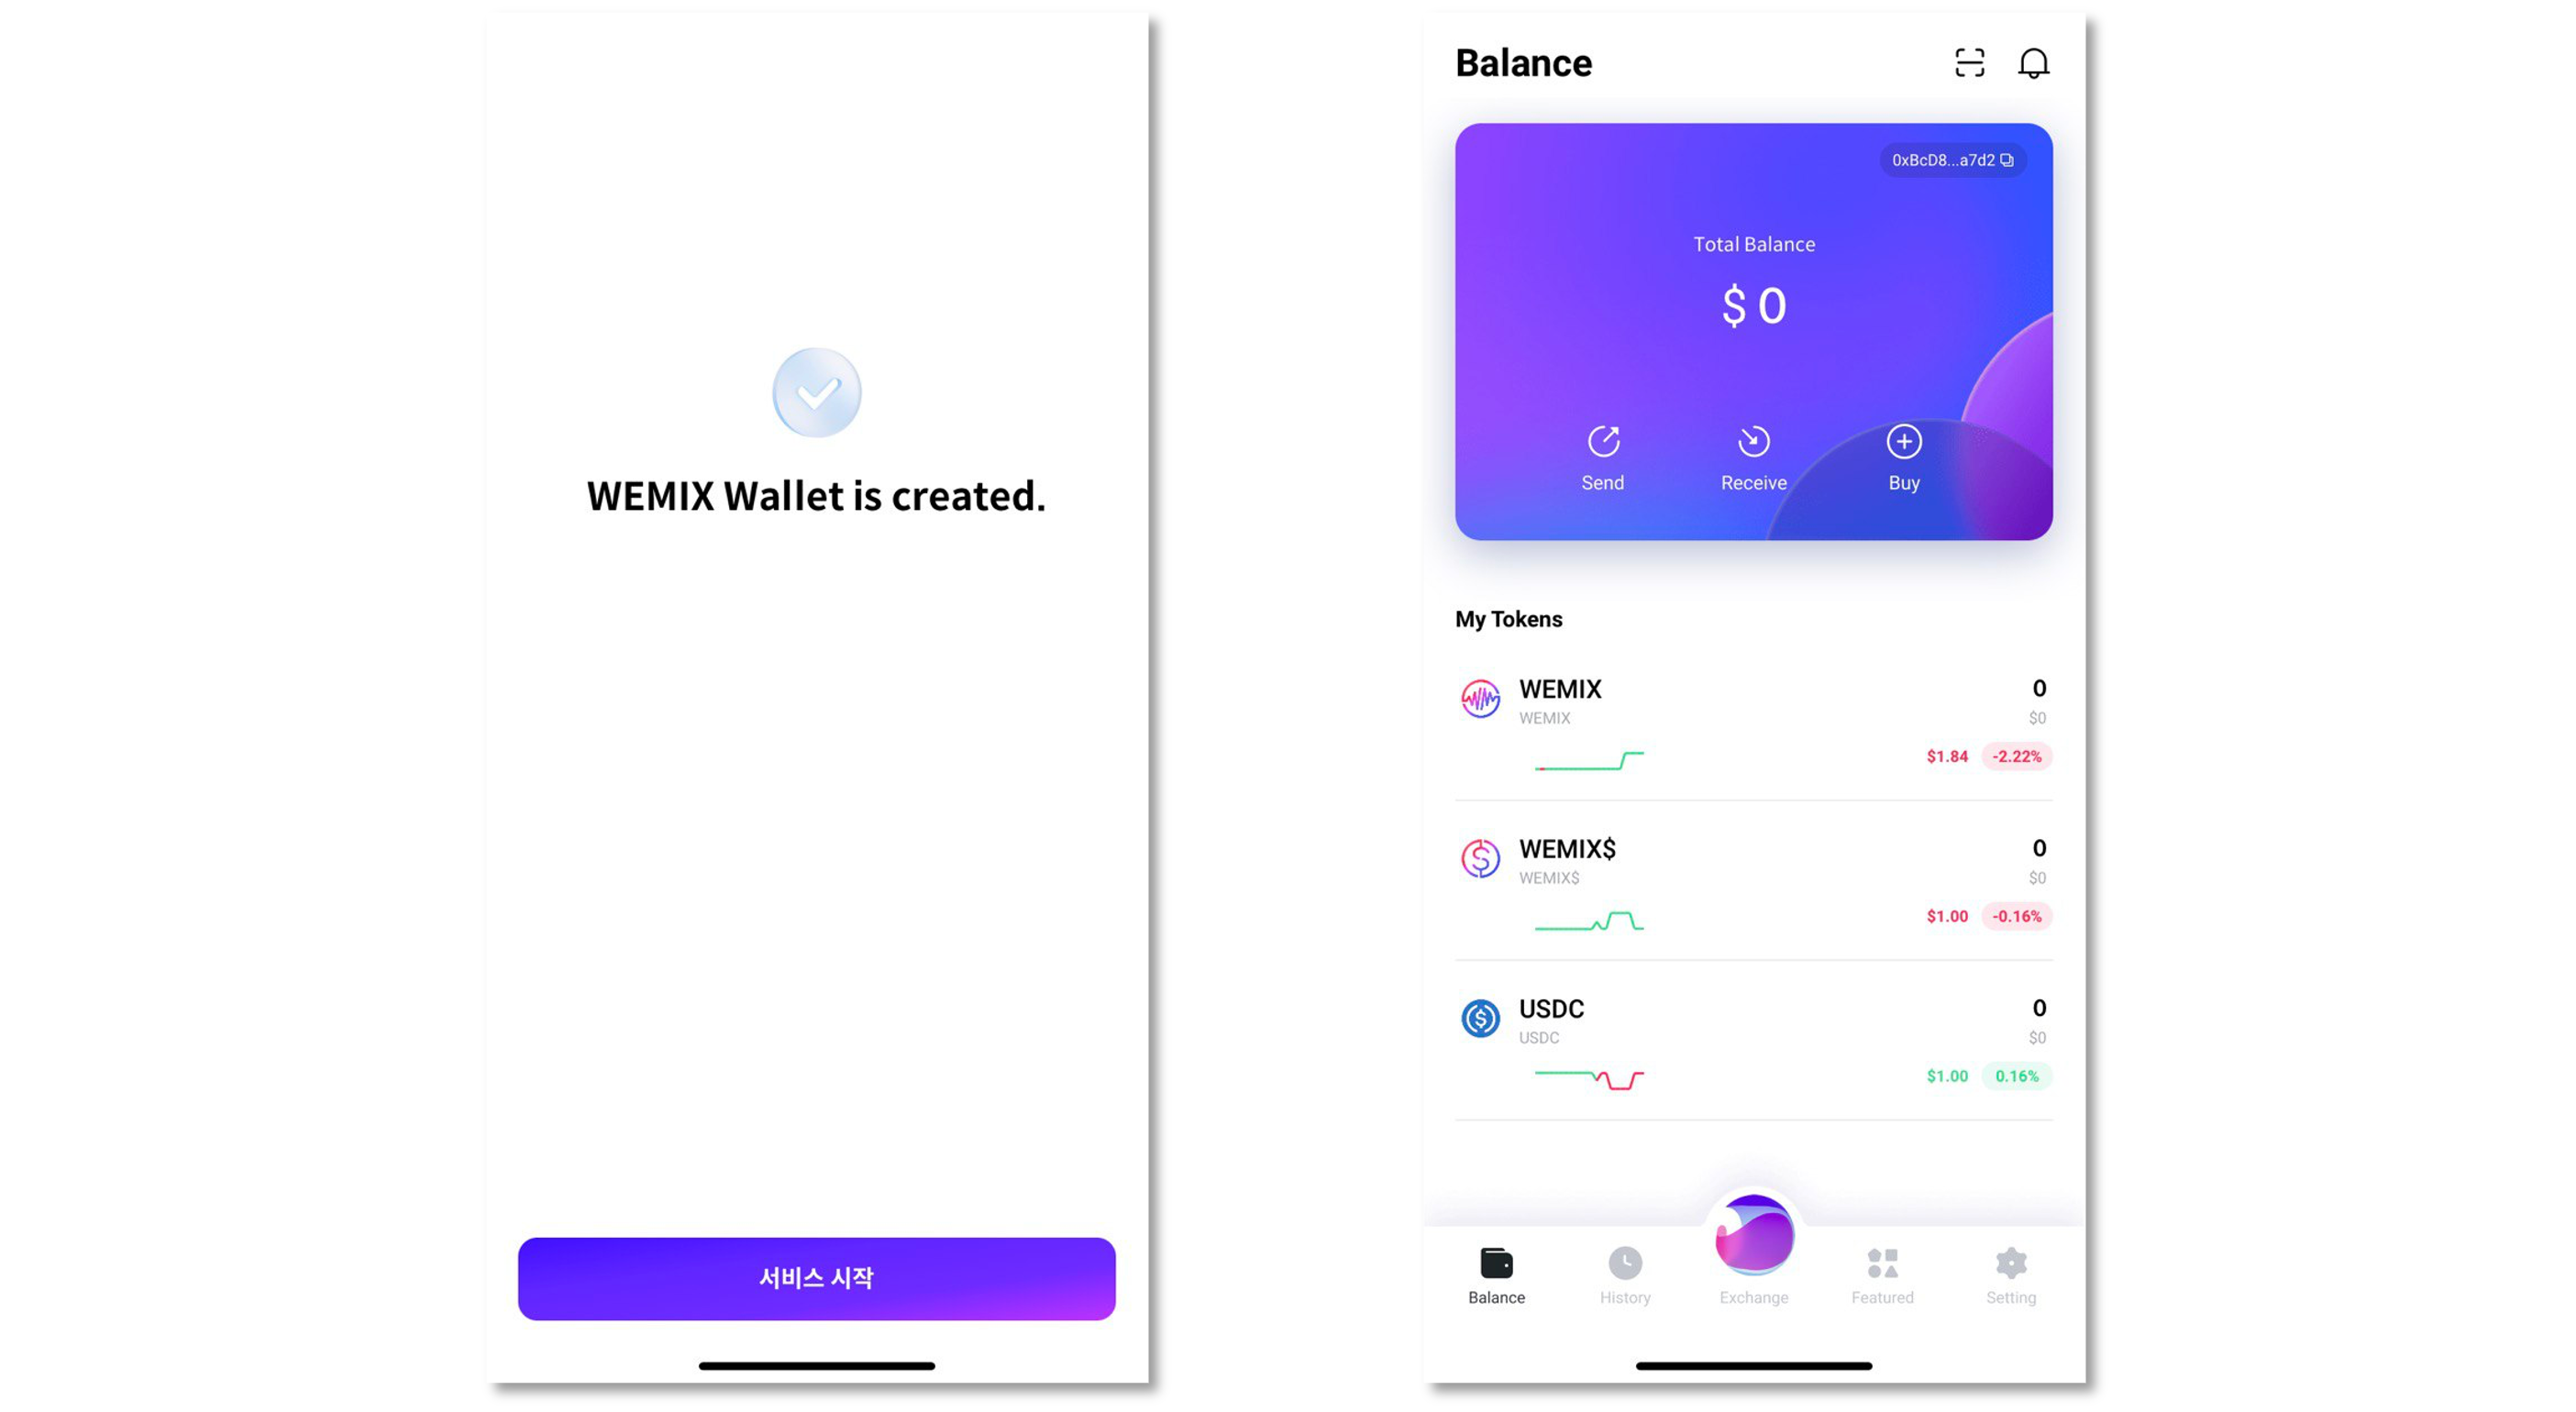 WEMIX Wallet is created.
서비스 시작
Balance
0xBcD8...a7d2
Total Balance
$ 0
Send Receive Buy
My Tokens
WEMIX 0
WEMIX $0
$1.84 -2.22%
WEMIX$ 0
WEMIX$ $0
$1.00 -0.16%
USDC 0
USDC $0
$1.00 0.16%
Balance History Exchange Featured Setting